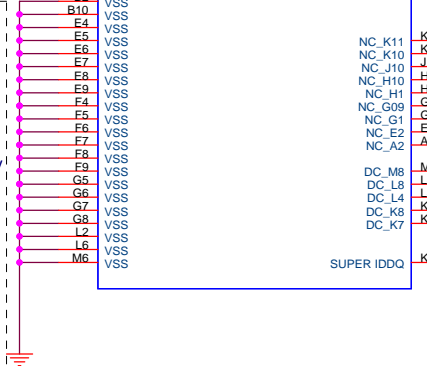 VSS
B10 VSS
E4 VSS
E5 VSS NC_K11 K
E6 VSS NC_K10 K
E7 VSS NC_J10 J
E8 VSS NC_H10 H
E9 VSS NC_H1 H
F4 VSS NC_G09 G
F5 VSS NC_G1 G
F6 VSS NC_E2 E
F7 VSS NC_A2 A
F8 VSS
F9 VSS DC_M8 M
G5 VSS DC_L8 L
G6 VSS DC_L4 L
G7 VSS DC_K8 K
G8 VSS DC_K7 K
L2 VSS
L6 VSS
M6 VSS SUPER IDDQ K